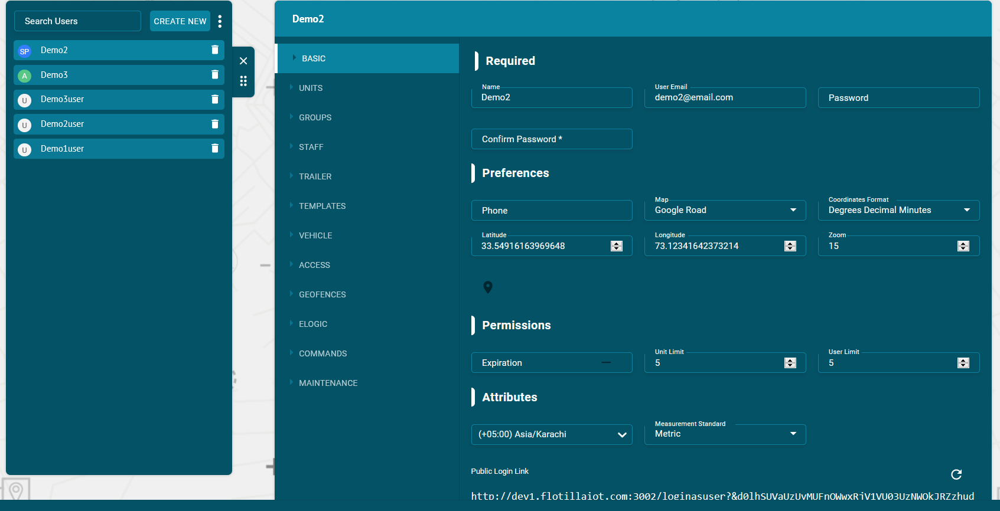 Search Users
CREATE NEW
SP Demo2
A Demo3
U Demo3user
U Demo2user
U Demo1user
Demo2
BASIC
UNITS
GROUPS
STAFF
TRAILER
TEMPLATES
VEHICLE
ACCESS
GEOFENCES
ELOGIC
COMMANDS
MAINTENANCE
Required
Name
Demo2
User Email
demo2@email.com
Password
Confirm Password *
Preferences
Phone
Map
Google Road
Coordinates Format
Degrees Decimal Minutes
Latitude
33.54916163969648
Longitude
73.12341642373214
Zoom
15
Permissions
Expiration
Unit Limit
5
User Limit
5
Attributes
(+05:00) Asia/Karachi
Measurement Standard
Metric
Public Login Link
http://dev1.flotillaiot.com:3002/loginasuser?&d0lhSUVaUzUvMUFnOWwxRjV1VU03UzNWOkJRZzhud